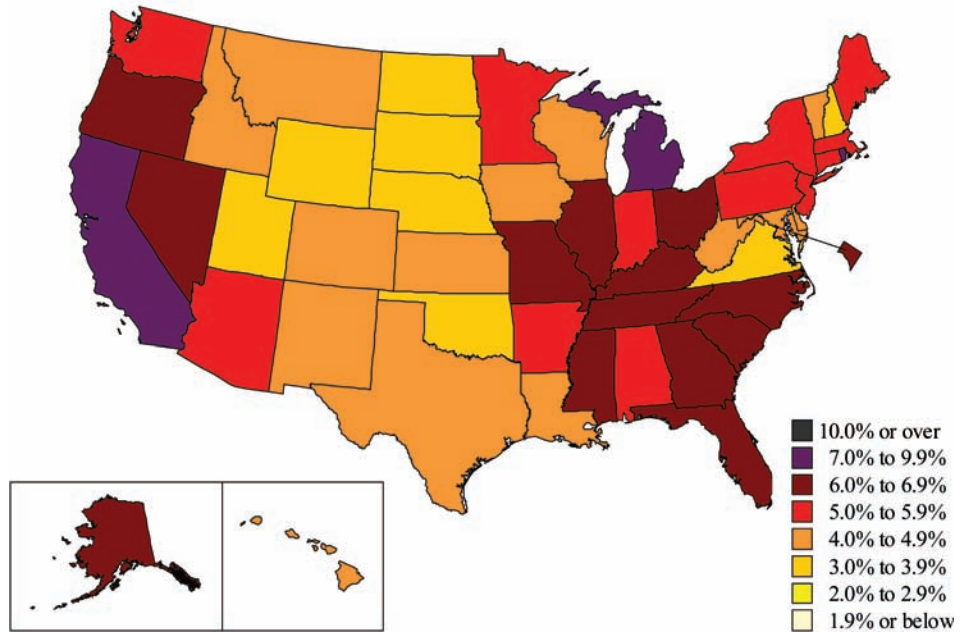 10.0% or over
7.0% to 9.9%
6.0% to 6.9%
5.0% to 5.9%
4.0% to 4.9%
3.0% to 3.9%
2.0% to 2.9%
1.9% or below